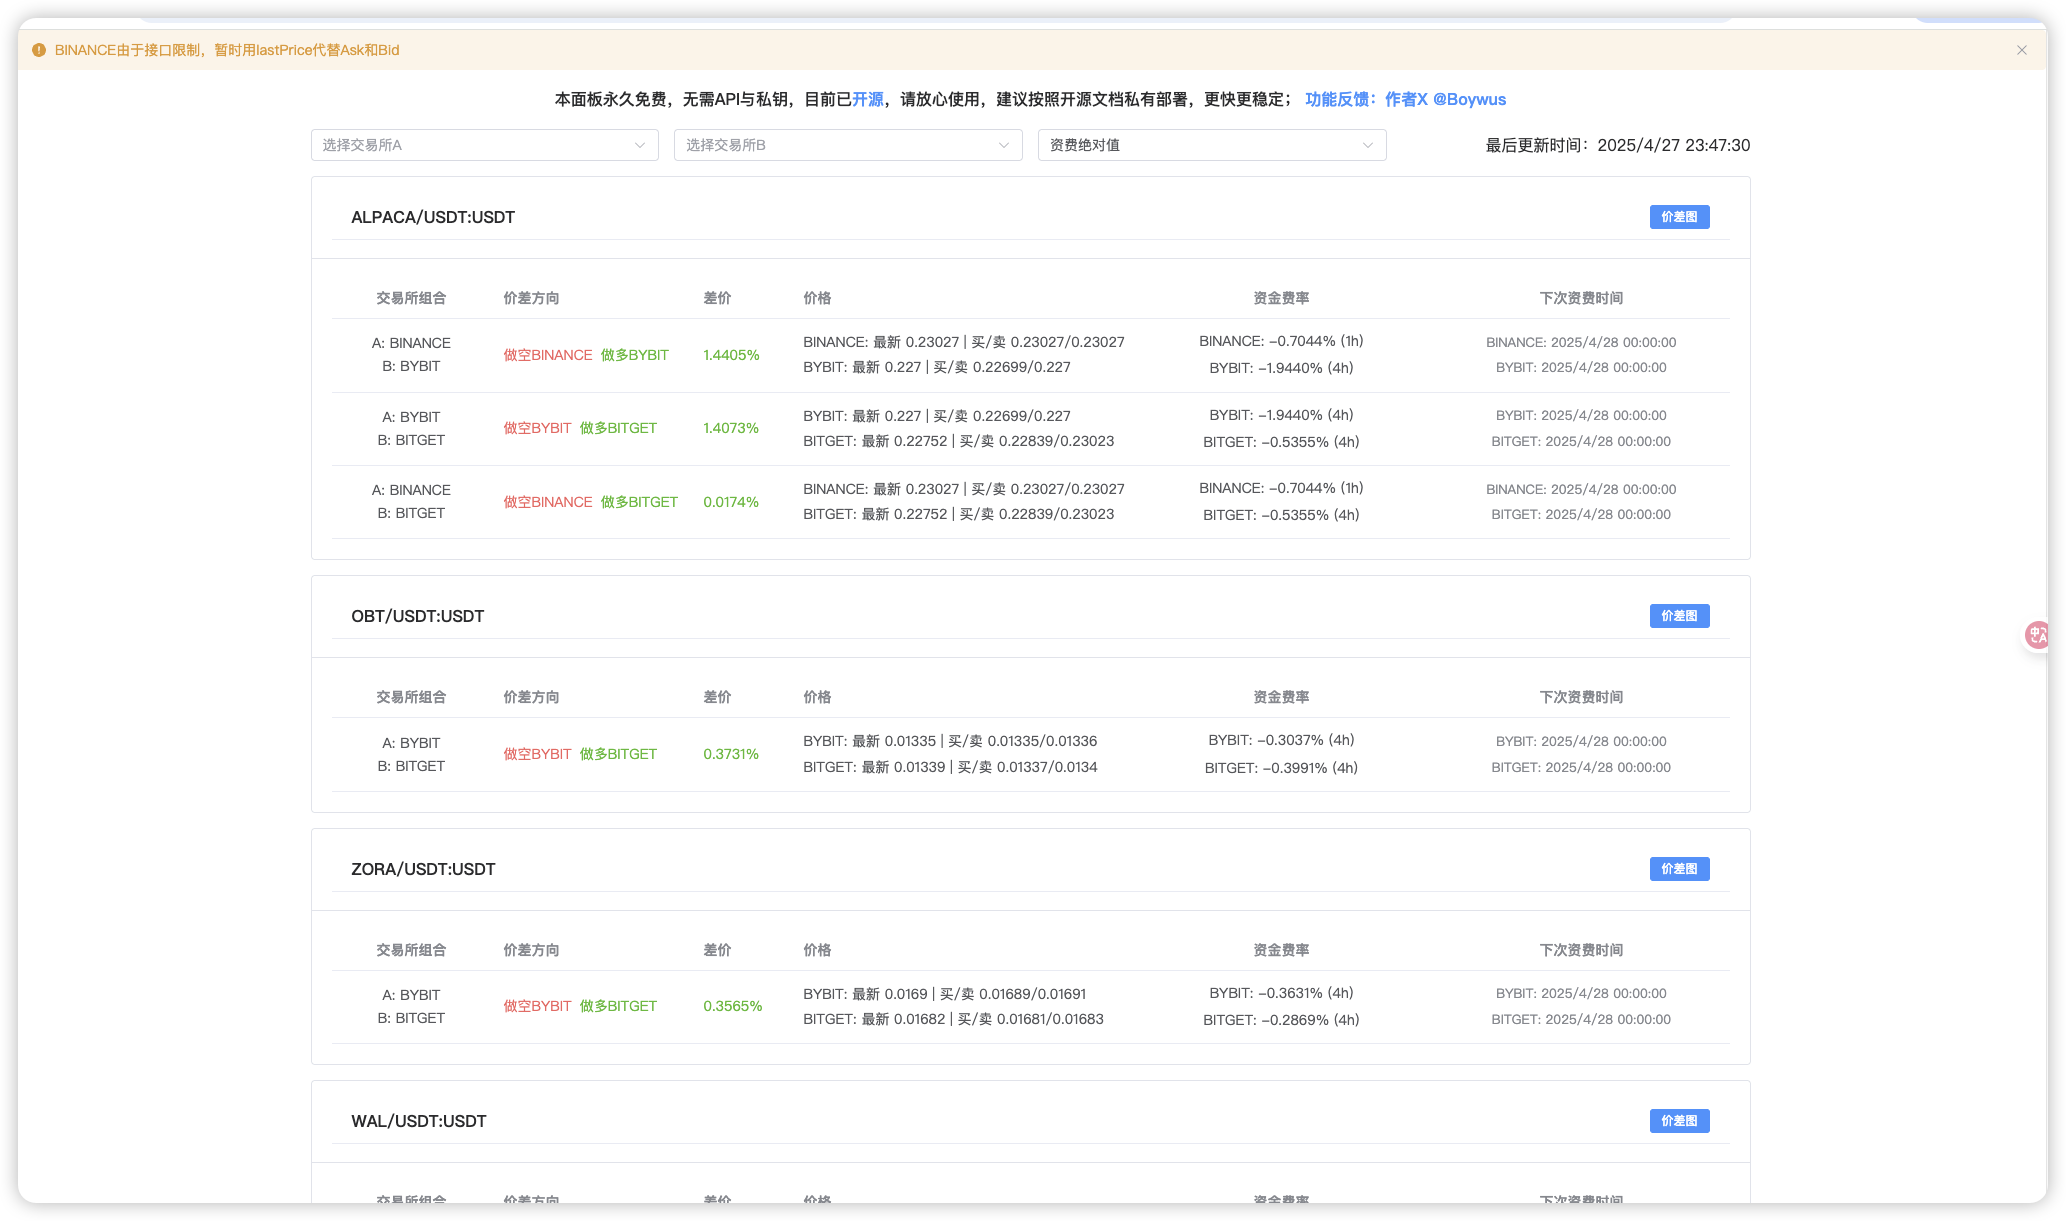 BINANCE由于接口限制，暂时用lastPrice代替Ask和Bid
本面板永久免费，无需API与私钥，目前已开源，请放心使用，建议按照开源文档私有部署，更快更稳定； 功能反馈：作者X @Boywus
选择交易所A 选择交易所B 资费绝对值 最后更新时间：2025/4/27 23:47:30
ALPACA/USDT:USDT 价差图
交易所组合 价差方向 差价 价格 资金费率 下次资费时间
A: BINANCE
B: BYBIT
做空BINANCE 做多BYBIT
1.4405%
BINANCE: 最新 0.23027 | 买/卖 0.23027/0.23027
BYBIT: 最新 0.227 | 买/卖 0.22699/0.227
BINANCE: -0.7044% (1h)
BYBIT: -1.9440% (4h)
BINANCE: 2025/4/28 00:00:00
BYBIT: 2025/4/28 00:00:00
A: BYBIT
B: BITGET
做空BYBIT 做多BITGET
1.4073%
BYBIT: 最新 0.227 | 买/卖 0.22699/0.227
BITGET: 最新 0.22752 | 买/卖 0.22839/0.23023
BYBIT: -1.9440% (4h)
BITGET: -0.5355% (4h)
BYBIT: 2025/4/28 00:00:00
BITGET: 2025/4/28 00:00:00
A: BINANCE
B: BITGET
做空BINANCE 做多BITGET
0.0174%
BINANCE: 最新 0.23027 | 买/卖 0.23027/0.23027
BITGET: 最新 0.22752 | 买/卖 0.22839/0.23023
BINANCE: -0.7044% (1h)
BITGET: -0.5355% (4h)
BINANCE: 2025/4/28 00:00:00
BITGET: 2025/4/28 00:00:00
OBT/USDT:USDT 价差图
交易所组合 价差方向 差价 价格 资金费率 下次资费时间
A: BYBIT
B: BITGET
做空BYBIT 做多BITGET
0.3731%
BYBIT: 最新 0.01335 | 买/卖 0.01335/0.01336
BITGET: 最新 0.01339 | 买/卖 0.01337/0.0134
BYBIT: -0.3037% (4h)
BITGET: -0.3991% (4h)
BYBIT: 2025/4/28 00:00:00
BITGET: 2025/4/28 00:00:00
ZORA/USDT:USDT 价差图
交易所组合 价差方向 差价 价格 资金费率 下次资费时间
A: BYBIT
B: BITGET
做空BYBIT 做多BITGET
0.3565%
BYBIT: 最新 0.0169 | 买/卖 0.01689/0.01691
BITGET: 最新 0.01682 | 买/卖 0.01681/0.01683
BYBIT: -0.3631% (4h)
BITGET: -0.2869% (4h)
BYBIT: 2025/4/28 00:00:00
BITGET: 2025/4/28 00:00:00
WAL/USDT:USDT 价差图
交易所组合 价差方向 差价 价格 资金费率 下次资费时间